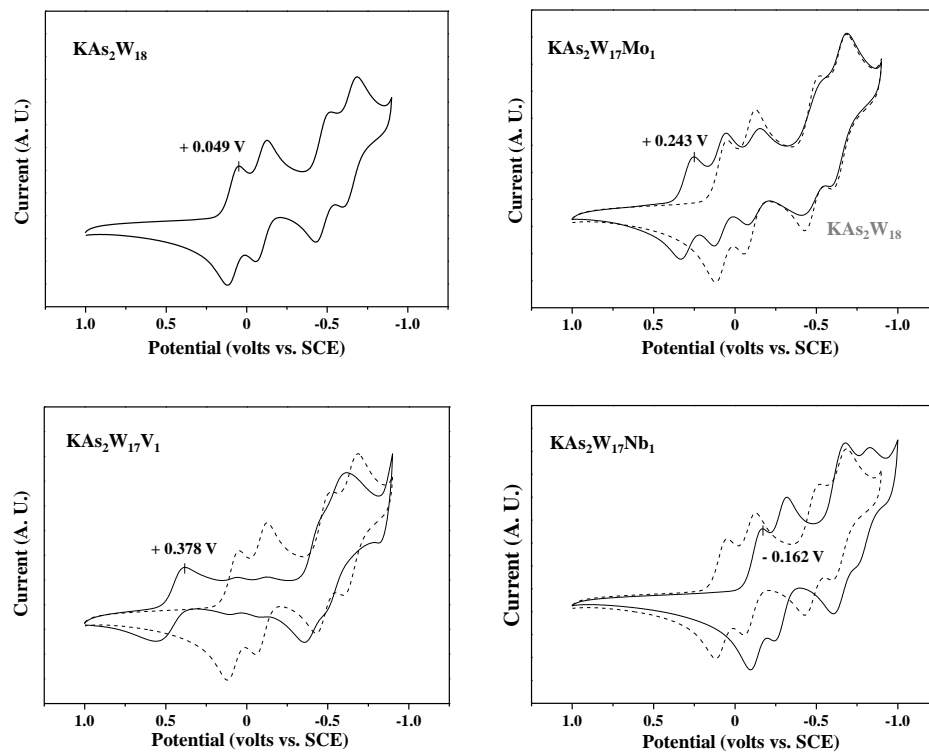 KAs₂W₁₈
+ 0.049 V
Current (A. U.)
1.0 0.5 0 -0.5 -1.0
Potential (volts vs. SCE)
KAs₂W₁₇Mo₁
+ 0.243 V
KAs₂W₁₈
Current (A. U.)
1.0 0.5 0 -0.5 -1.0
Potential (volts vs. SCE)
KAs₂W₁₇V₁
+ 0.378 V
Current (A. U.)
1.0 0.5 0 -0.5 -1.0
Potential (volts vs. SCE)
KAs₂W₁₇Nb₁
- 0.162 V
Current (A. U.)
1.0 0.5 0 -0.5 -1.0
Potential (volts vs. SCE)